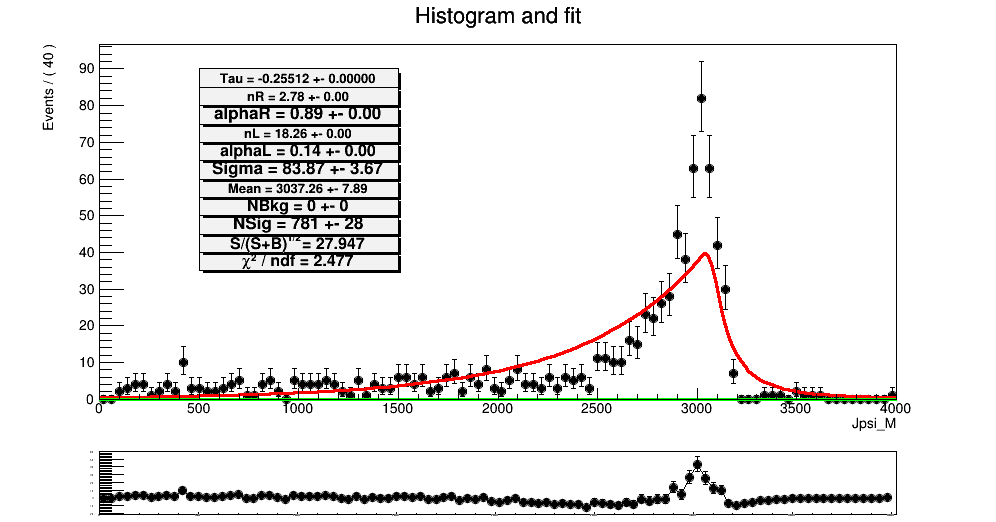 Histogram and fit
Events / ( 40 )
90
80
70
60
50
40
30
20
10
0
Tau = -0.25512 +- 0.00000
nR = 2.78 +- 0.00
alphaR = 0.89 +- 0.00
nL = 18.26 +- 0.00
alphaL = 0.14 +- 0.00
Sigma = 83.87 +- 3.67
Mean = 3037.26 +- 7.89
NBkg = 0 +- 0
NSig = 781 +- 28
S/(S+B)^1/2 = 27.947
χ² / ndf = 2.477
0 500 1000 1500 2000 2500 3000 3500 4000
Jpsi_M